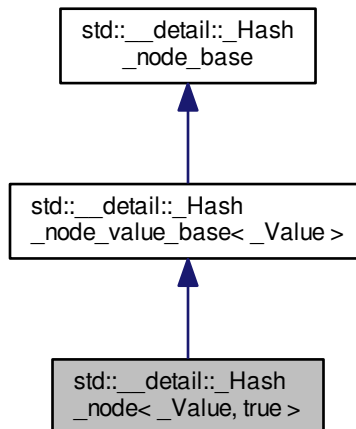 std::__detail::_Hash
_node_base
std::__detail::_Hash
_node_value_base< _Value >
std::__detail::_Hash
_node< _Value, true >